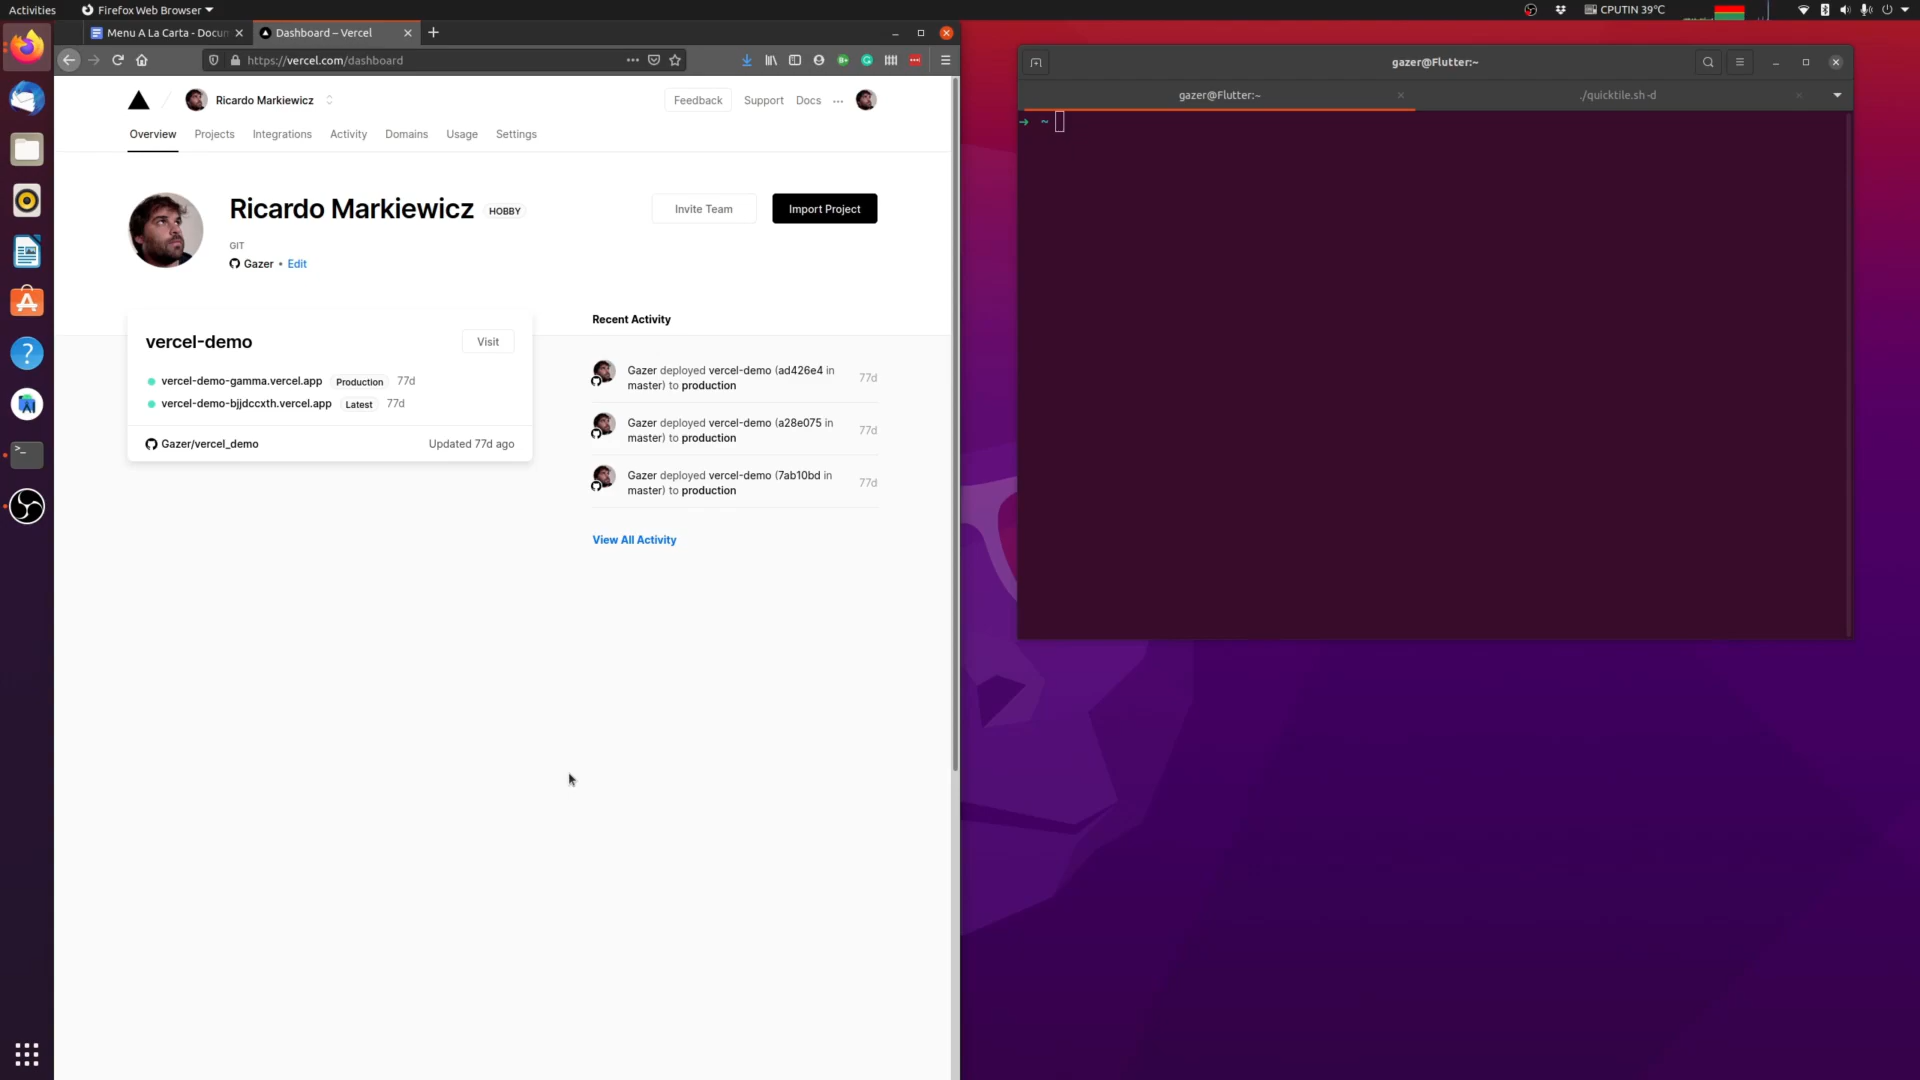 Activities
Firefox Web Browser
CPUTIN 39°C
Menu A La Carta - Docum
Dashboard – Vercel
https://vercel.com/dashboard
Ricardo Markiewicz
Feedback
Support
Docs
Overview
Projects
Integrations
Activity
Domains
Usage
Settings
Ricardo Markiewicz
HOBBY
Invite Team
Import Project
GIT
Gazer • Edit
vercel-demo
Visit
vercel-demo-gamma.vercel.app Production 77d
vercel-demo-bjjdccxth.vercel.app Latest 77d
Gazer/vercel_demo
Updated 77d ago
Recent Activity
Gazer deployed vercel-demo (ad426e4 in
master) to production
77d
Gazer deployed vercel-demo (a28e075 in
master) to production
77d
Gazer deployed vercel-demo (7ab10bd in
master) to production
77d
View All Activity
gazer@Flutter:~
gazer@Flutter:~
./quicktile.sh -d
→ ~